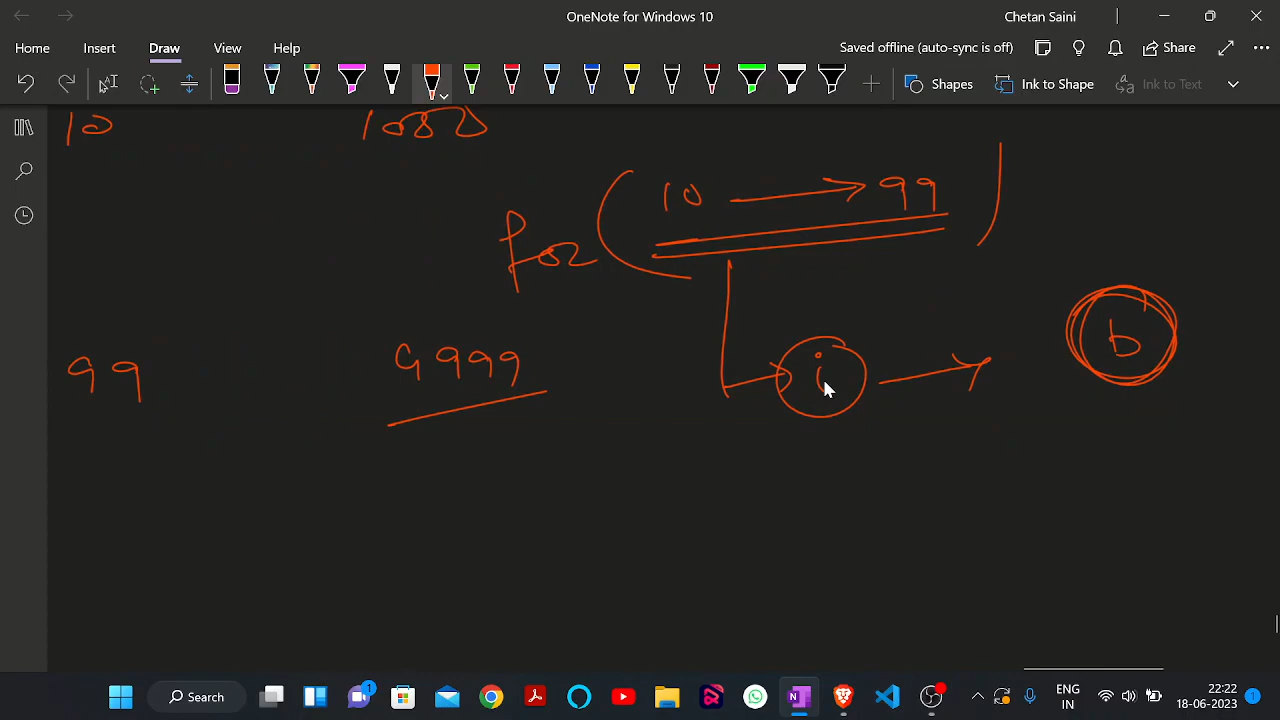 OneNote for Windows 10
Chetan Saini
Home Insert Draw View Help
Saved offline (auto-sync is off)
Share
Shapes
Ink to Shape
Ink to Text
10
for ( 10 → 99 )
99 9999 i → b
Search
1
ENG
IN
22:22
18-06-2023
1